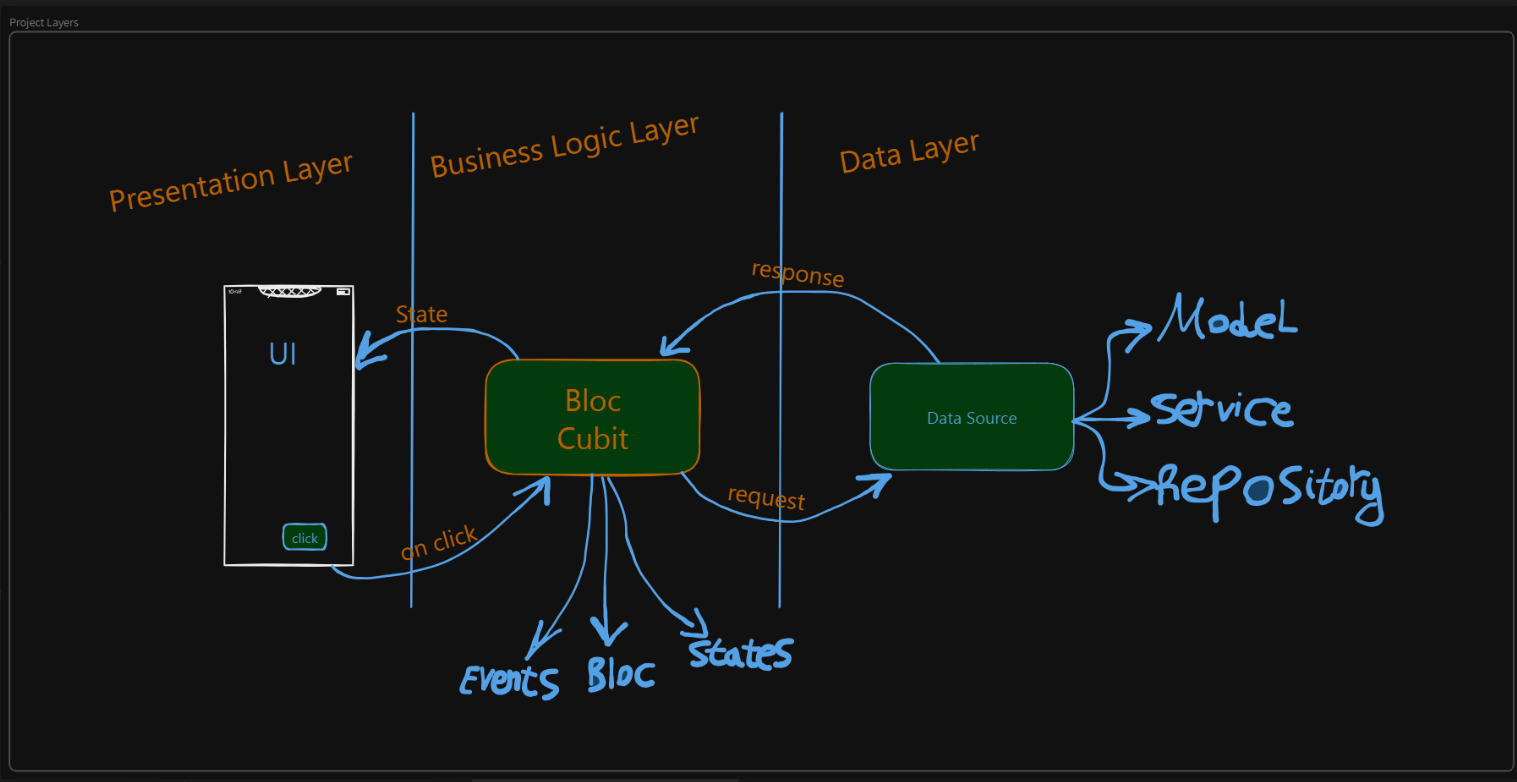 Project Layers
Presentation Layer
Business Logic Layer
Data Layer
UI
click
State
on click
Bloc
Cubit
response
request
Data Source
Events
Bloc
States
Model
Service
Repository